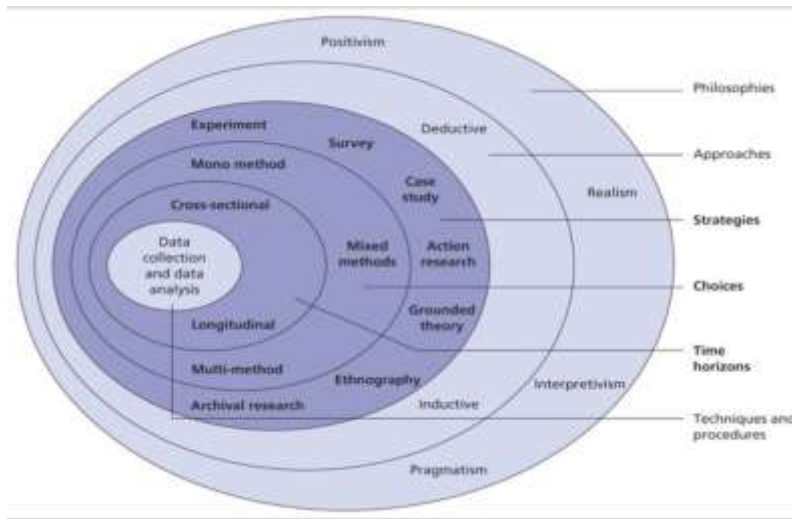 Positivism
Philosophies
Experiment
Deductive
Survey
Approaches
Mono method
Case
study
Realism
Cross-sectional
Strategies
Data
collection
and data
analysis
Mixed
methods
Action
research
Choices
Grounded
theory
Longitudinal
Time
horizons
Multi-method
Ethnography
Interpretivism
Archival research
Inductive
Techniques and
procedures
Pragmatism